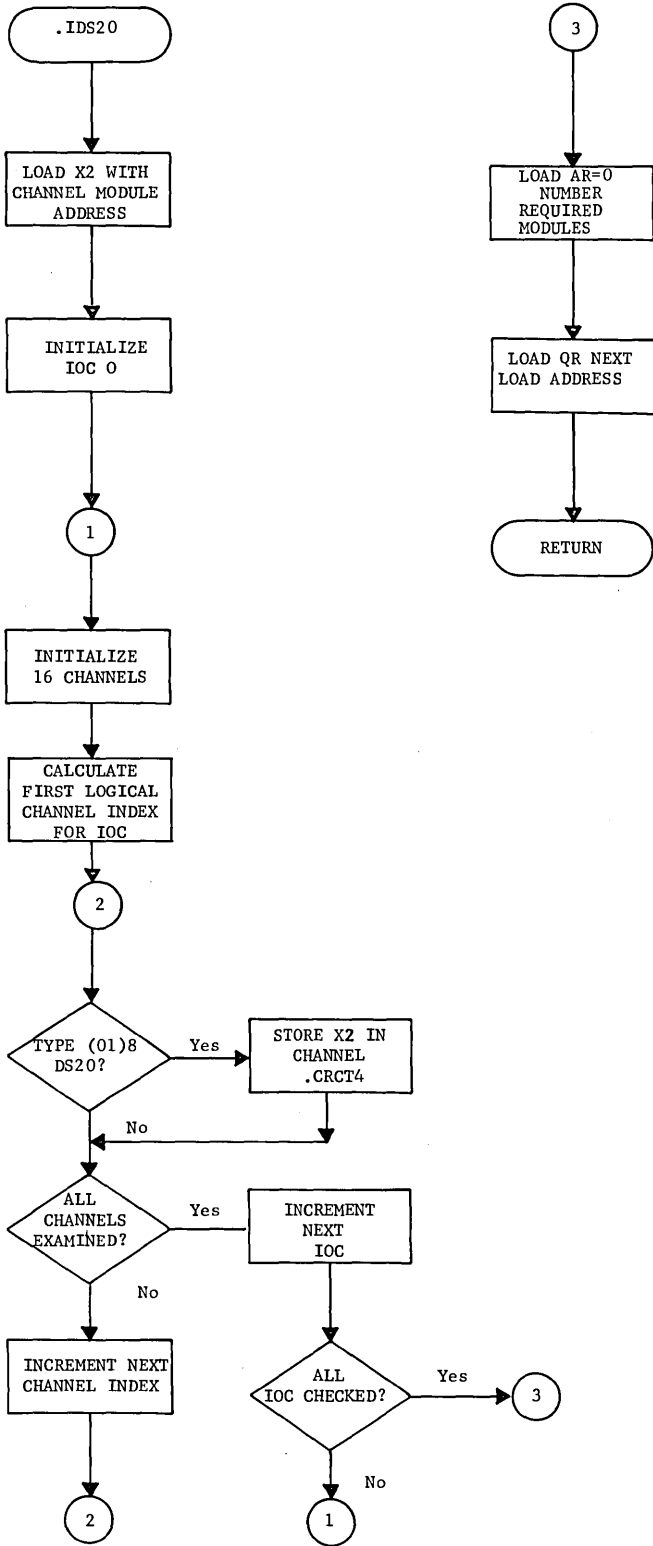 .IDS20
LOAD X2 WITH
CHANNEL MODULE
ADDRESS
INITIALIZE
IOC 0
1
INITIALIZE
16 CHANNELS
CALCULATE
FIRST LOGICAL
CHANNEL INDEX
FOR IOC
2
TYPE (01)8
DS20?
Yes
STORE X2 IN
CHANNEL
.CRCT4
No
ALL
CHANNELS
EXAMINED?
Yes
INCREMENT
NEXT
IOC
No
INCREMENT NEXT
CHANNEL INDEX
2
ALL
IOC CHECKED?
Yes
3
No
1
3
LOAD AR=0
NUMBER
REQUIRED
MODULES
LOAD QR NEXT
LOAD ADDRESS
RETURN